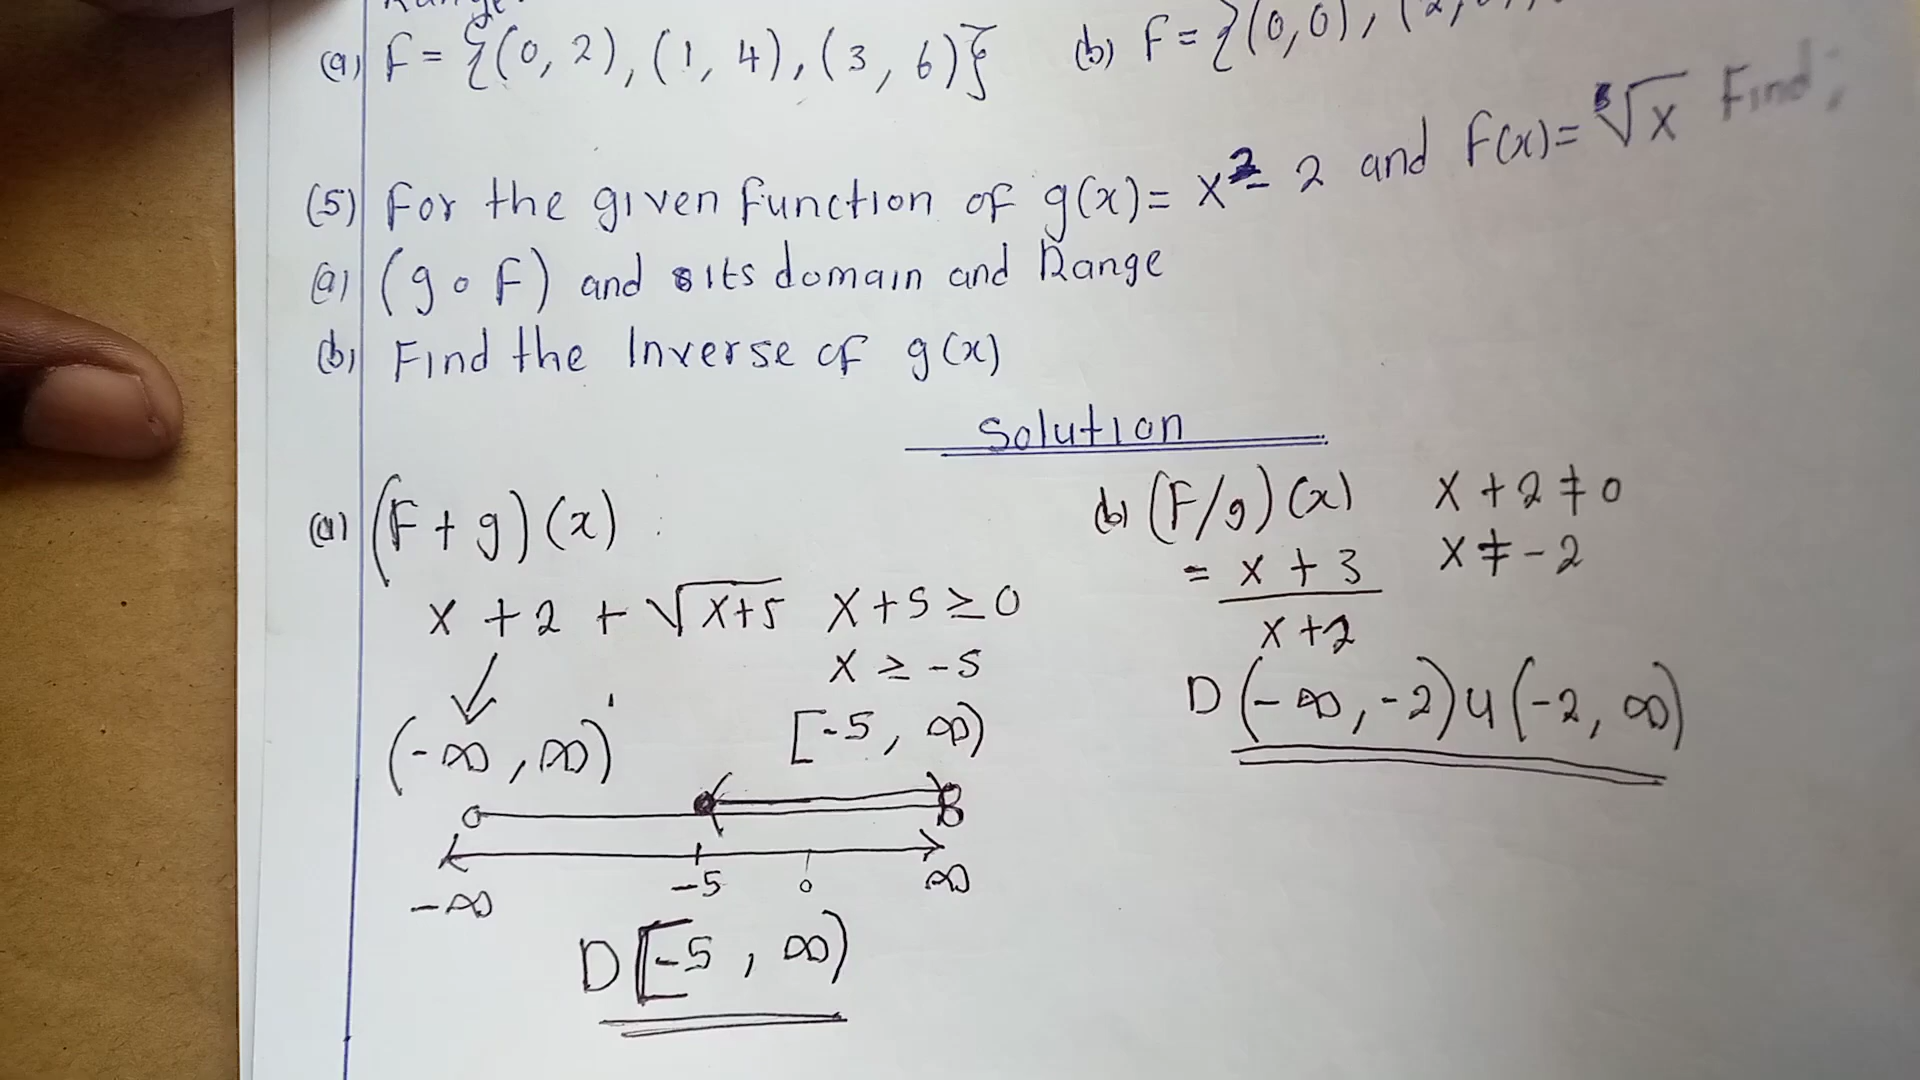 Range.
(a) F = {(0, 2), (1, 4), (3, 6)}
(b) F = {(0,0), (2,
(5) For the given function of g(x) = x² - 2 and F(x) = ∛x Find;
(a) (g ∘ F) and its domain and Range
(b) Find the Inverse of g(x)
Solution
(a) (F + g)(x)
x + 2 + √x+5 x + 5 ≥ 0
x ≥ -5
(-∞, ∞) [-5, ∞)
-∞ -5 0 ∞
D [-5, ∞)
(b) (F/g)(x) x + 2 ≠ 0
= x + 3 x ≠ -2
x + 2
D (-∞, -2) ∪ (-2, ∞)